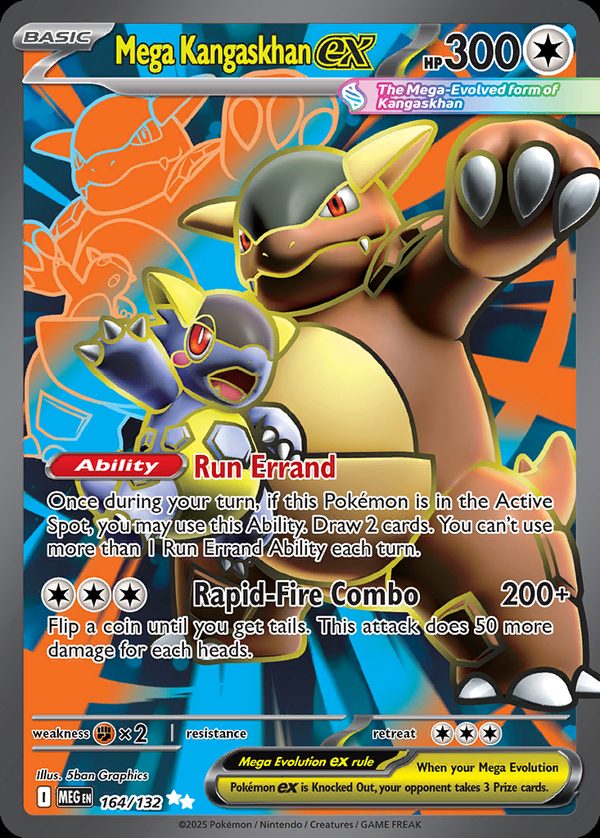 BASIC
Mega Kangaskhan ex
HP 300
The Mega-Evolved form of
Kangaskhan
Ability Run Errand
Once during your turn, if this Pokémon is in the Active
Spot, you may use this Ability. Draw 2 cards. You can't use
more than 1 Run Errand Ability each turn.
Rapid-Fire Combo 200+
Flip a coin until you get tails. This attack does 50 more
damage for each heads.
weakness ×2 resistance retreat
Illus. 5ban Graphics
Mega Evolution ex rule When your Mega Evolution
Pokémon ex is Knocked Out, your opponent takes 3 Prize cards.
I MEG EN 164/132
©2025 Pokémon / Nintendo / Creatures / GAME FREAK